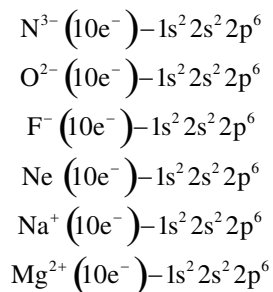 N³⁻ (10e⁻)–1s² 2s² 2p⁶
O²⁻ (10e⁻)–1s² 2s² 2p⁶
F⁻ (10e⁻)–1s² 2s² 2p⁶
Ne (10e⁻)–1s² 2s² 2p⁶
Na⁺ (10e⁻)–1s² 2s² 2p⁶
Mg²⁺ (10e⁻)–1s² 2s² 2p⁶